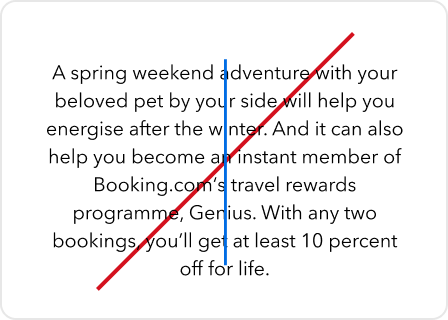 A spring weekend adventure with your
beloved pet by your side will help you
energise after the winter. And it can also
help you become an instant member of
Booking.com’s travel rewards
programme, Genius. With any two
bookings, you’ll get at least 10 percent
off for life.